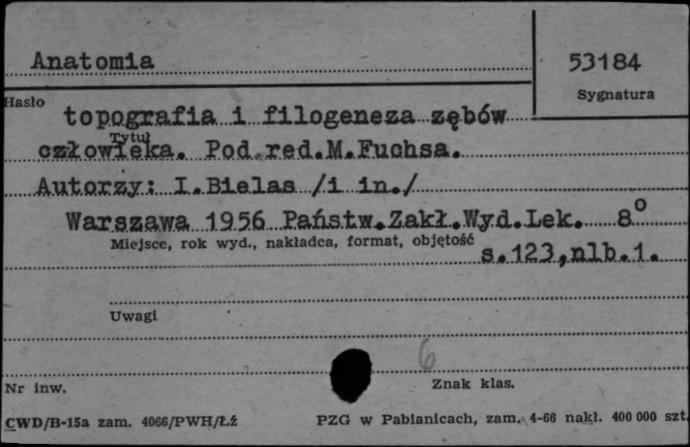 Anatomia
53184
Hasło
Sygnatura
topografia i filogeneza zębów
Tytuł
człowieka. Pod red.M.Fuchsa.
Autorzy: I.Bielas /i in./
Warszawa 1956 Państw.Zakł.Wyd.Lek. 8°
Miejsce, rok wyd., nakładca, format, objętość
s.123,nlb.1.
Uwagi
6
Nr inw.
Znak klas.
CWD/B-15a zam. 4066/PWH/Łż
PZG w Pabianicach, zam. 4-66 nakł. 400 000 szt.